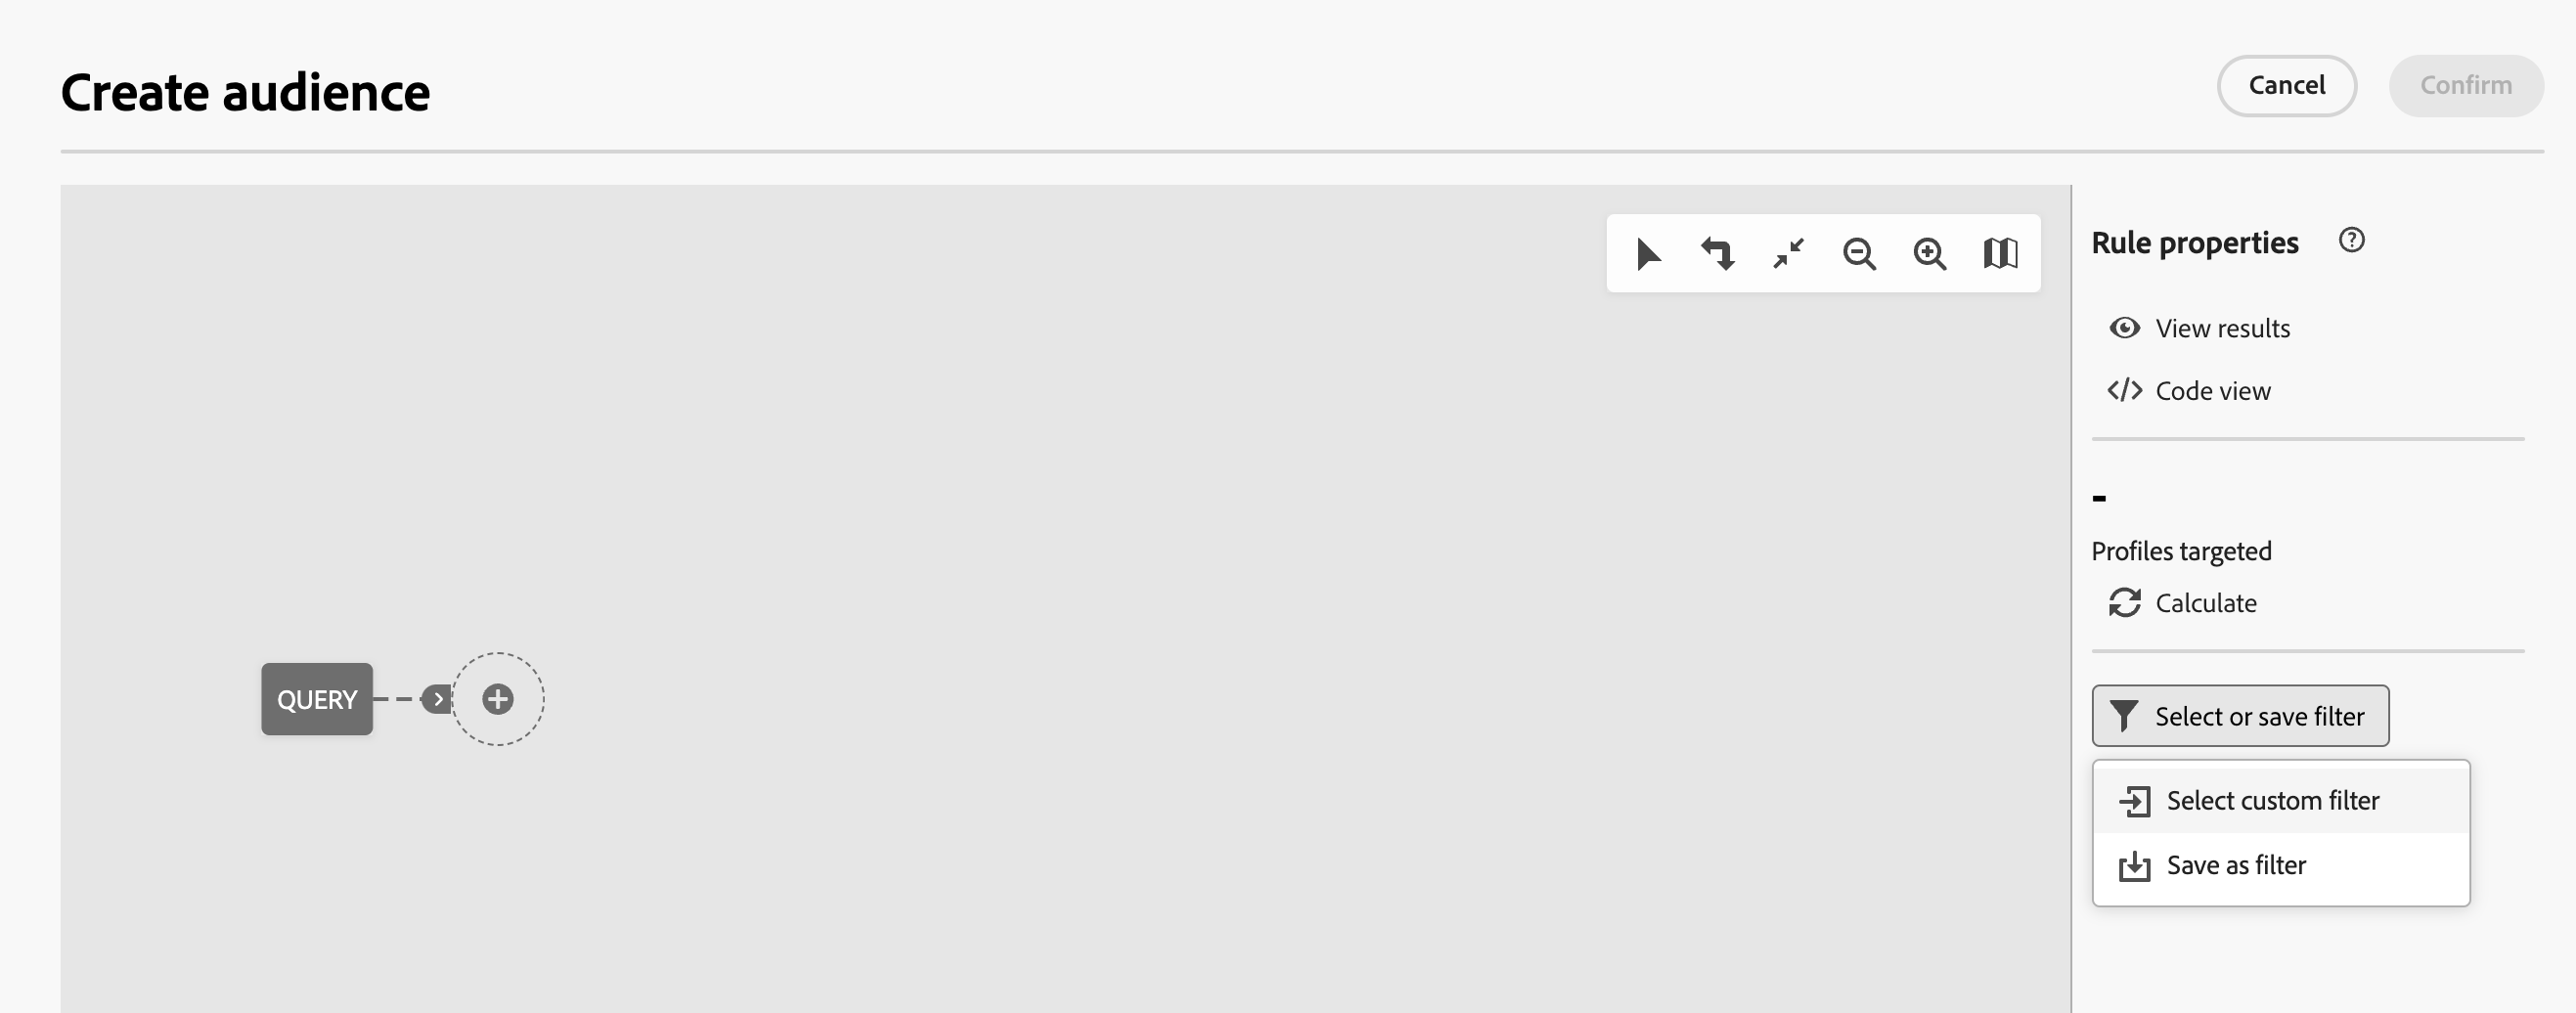 Create audience
Cancel
Confirm
Rule properties
View results
Code view
-
Profiles targeted
Calculate
QUERY
Select or save filter
Select custom filter
Save as filter